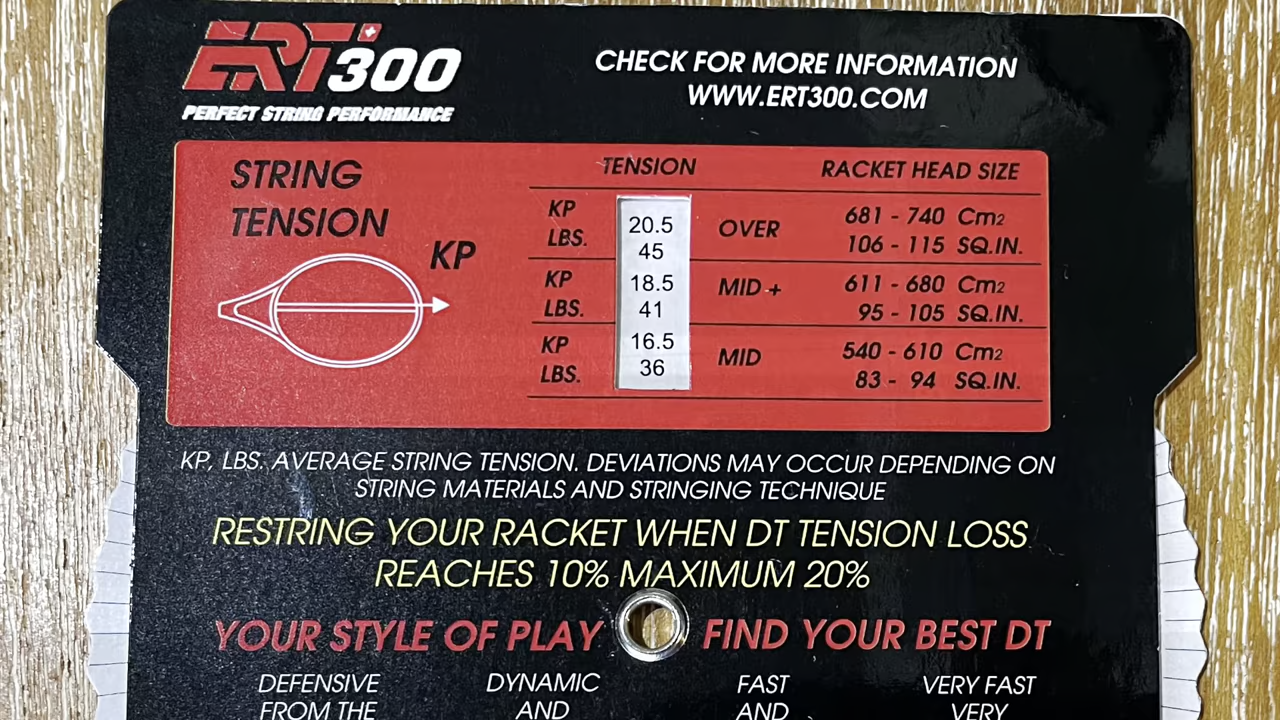 ERT300
PERFECT STRING PERFORMANCE
CHECK FOR MORE INFORMATION
WWW.ERT300.COM
STRING
TENSION
KP
TENSION
RACKET HEAD SIZE
KP 20.5 OVER 681 - 740 Cm2
LBS. 45 106 - 115 SQ.IN.
KP 18.5 MID + 611 - 680 Cm2
LBS. 41 95 - 105 SQ.IN.
KP 16.5 MID 540 - 610 Cm2
LBS. 36 83 - 94 SQ.IN.
KP, LBS. AVERAGE STRING TENSION. DEVIATIONS MAY OCCUR DEPENDING ON
STRING MATERIALS AND STRINGING TECHNIQUE
RESTRING YOUR RACKET WHEN DT TENSION LOSS
REACHES 10% MAXIMUM 20%
YOUR STYLE OF PLAY FIND YOUR BEST DT
DEFENSIVE DYNAMIC FAST VERY FAST
FROM THE AND AND VERY